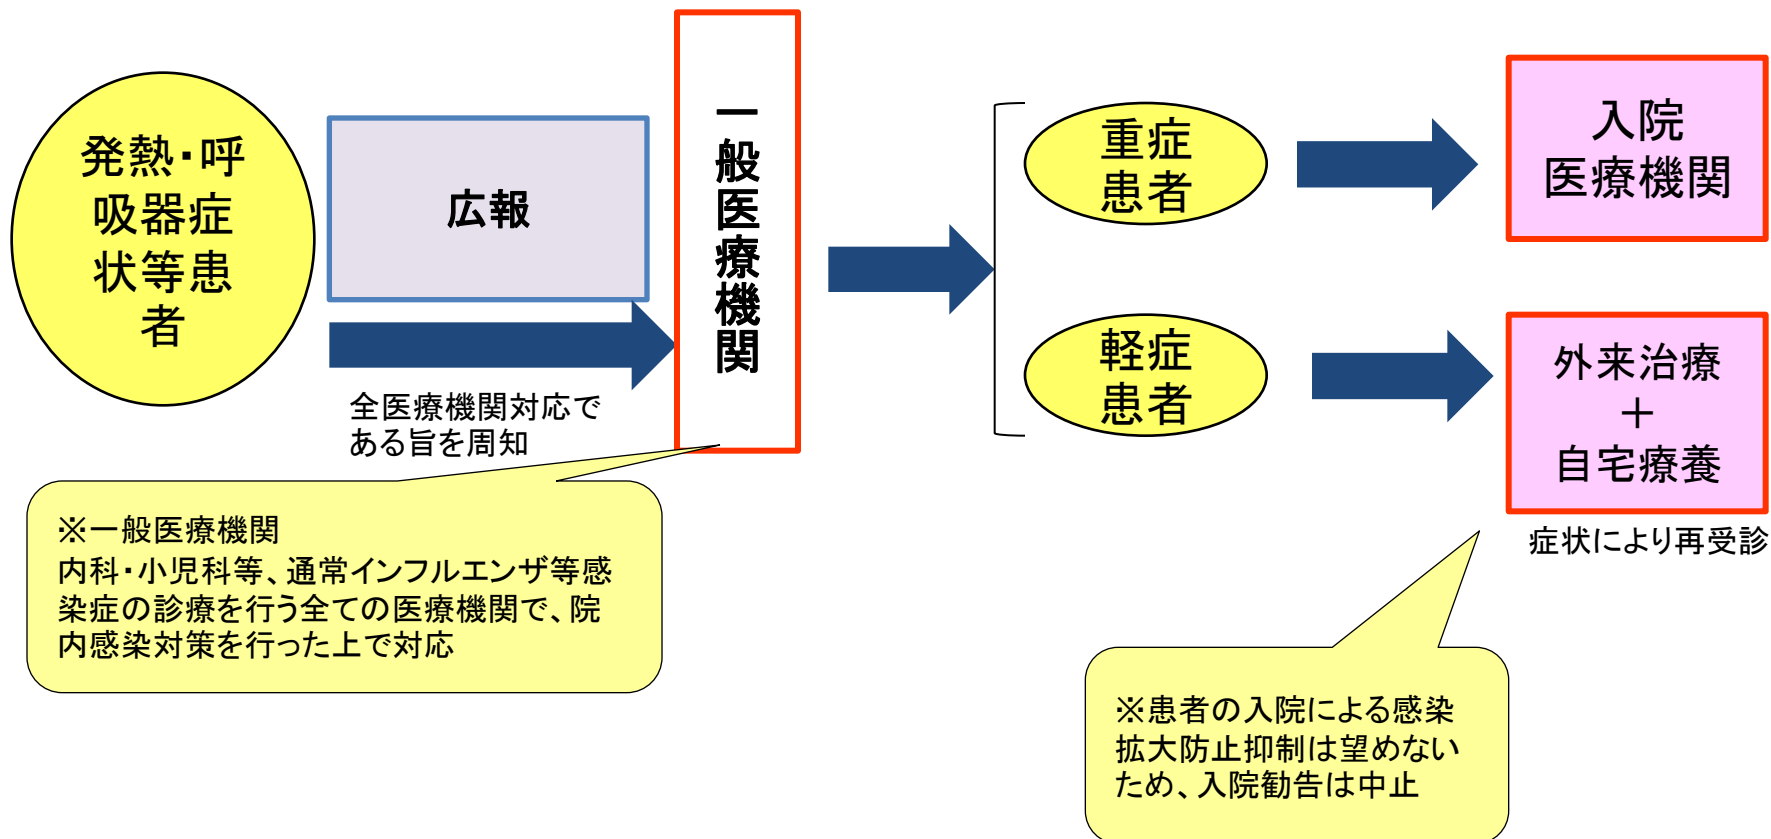 発熱・呼
吸器症
状等患
者
広報
全医療機関対応で
ある旨を周知
一般医療機関
※一般医療機関
内科・小児科等、通常インフルエンザ等感
染症の診療を行う全ての医療機関で、院
内感染対策を行った上で対応
重症
患者
軽症
患者
入院
医療機関
外来治療
＋
自宅療養
症状により再受診
※患者の入院による感染
拡大防止抑制は望めない
ため、入院勧告は中止